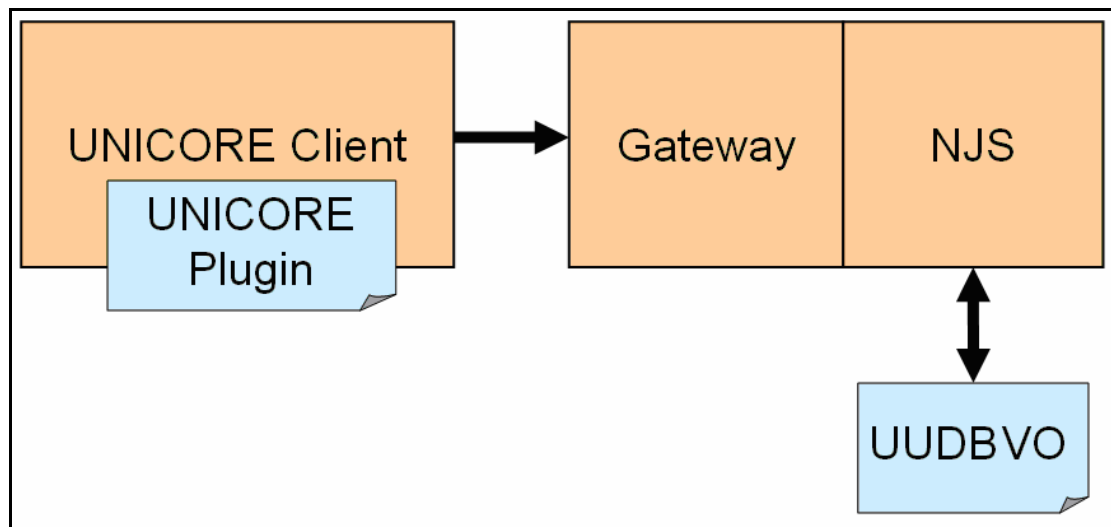 UNICORE Client
UNICORE
Plugin
Gateway
NJS
UUDBVO